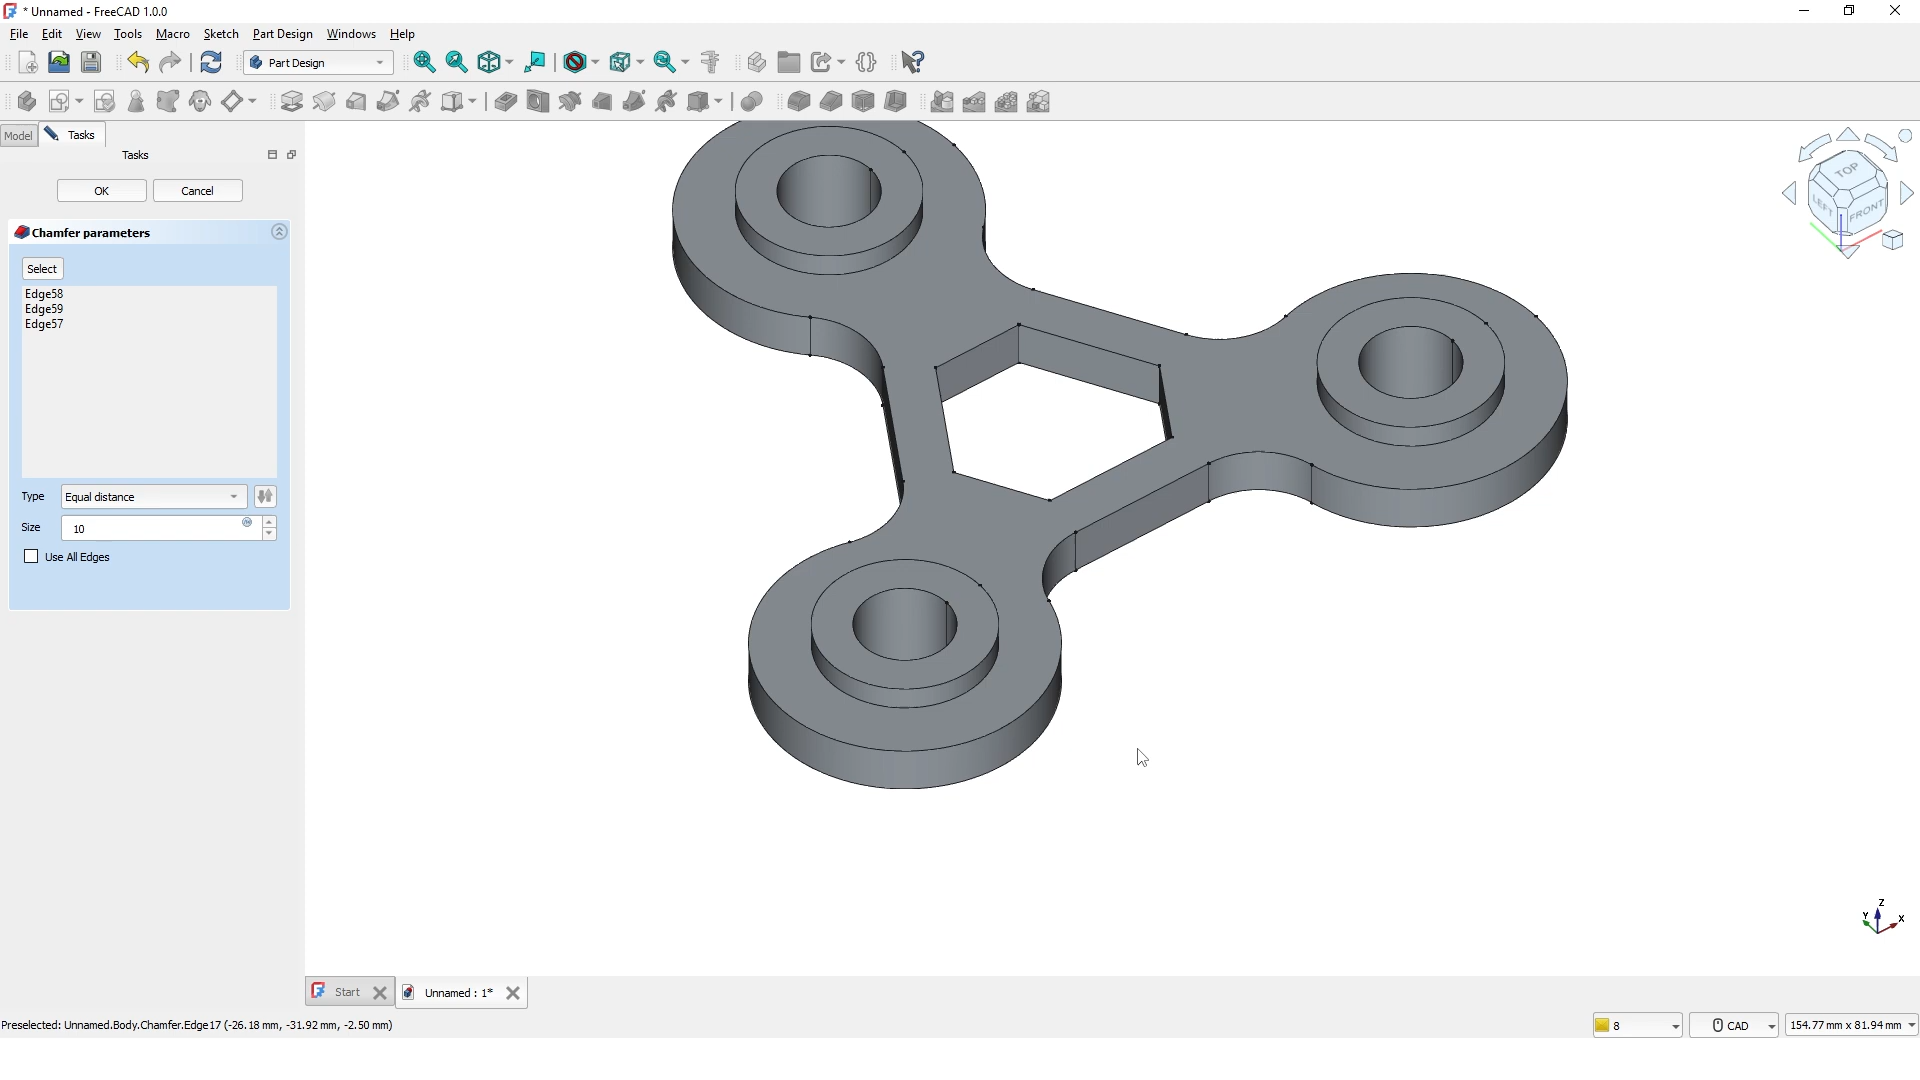 * Unnamed - FreeCAD 1.0.0
File Edit View Tools Macro Sketch Part Design Windows Help
Part Design
Model Tasks
Tasks
OK Cancel
Chamfer parameters
Select
Edge58
Edge59
Edge57
Type Equal distance
Size 10
Use All Edges
TOP
LEFT FRONT
Z
Y X
Start Unnamed : 1*
Preselected: Unnamed.Body.Chamfer.Edge17 (-26.18 mm, -31.92 mm, -2.50 mm)
8 CAD 154.77 mm x 81.94 mm